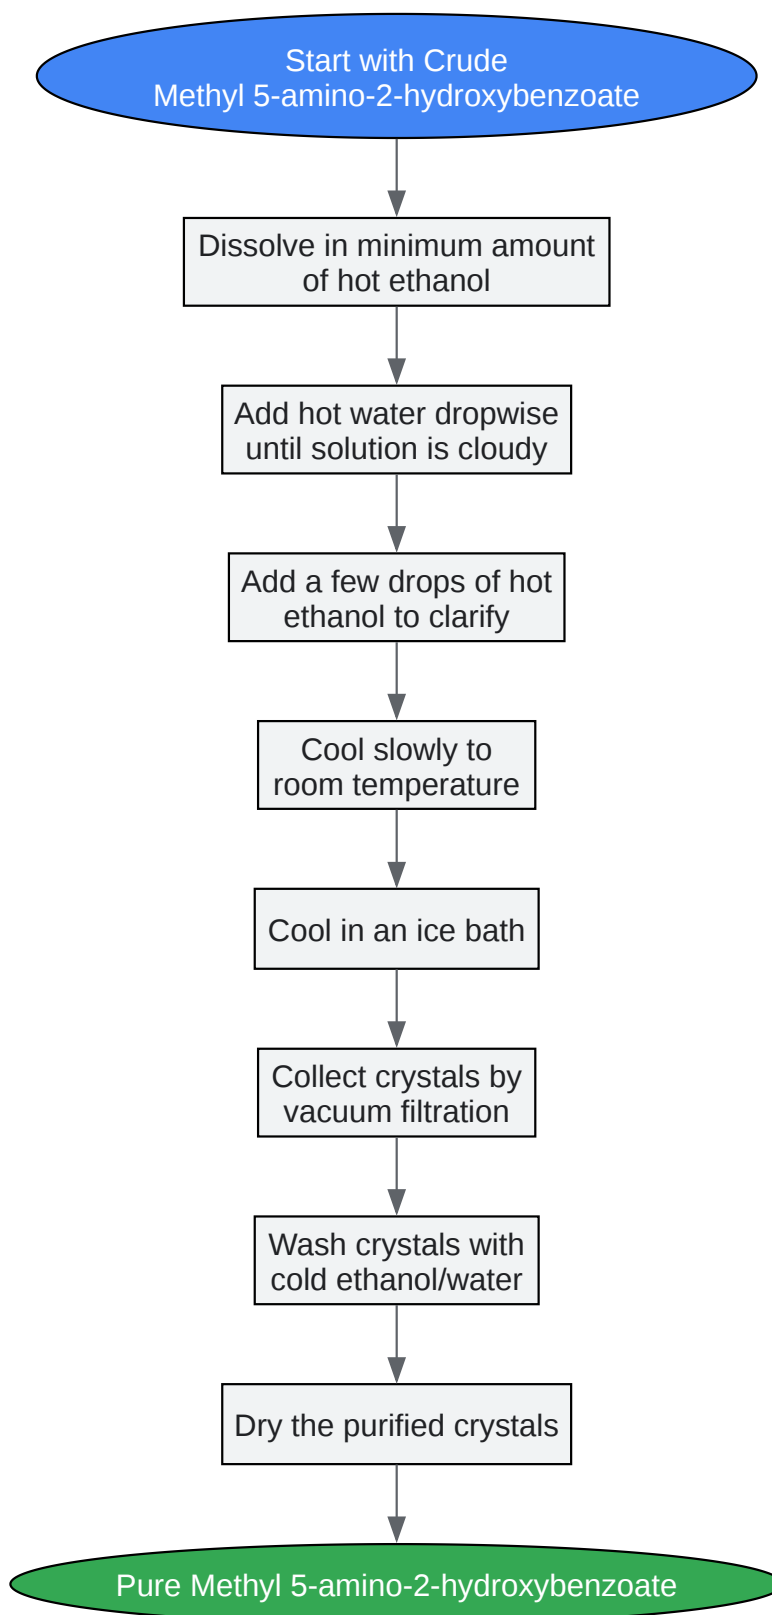 Start with Crude
Methyl 5-amino-2-hydroxybenzoate
Dissolve in minimum amount
of hot ethanol
Add hot water dropwise
until solution is cloudy
Add a few drops of hot
ethanol to clarify
Cool slowly to
room temperature
Cool in an ice bath
Collect crystals by
vacuum filtration
Wash crystals with
cold ethanol/water
Dry the purified crystals
Pure Methyl 5-amino-2-hydroxybenzoate